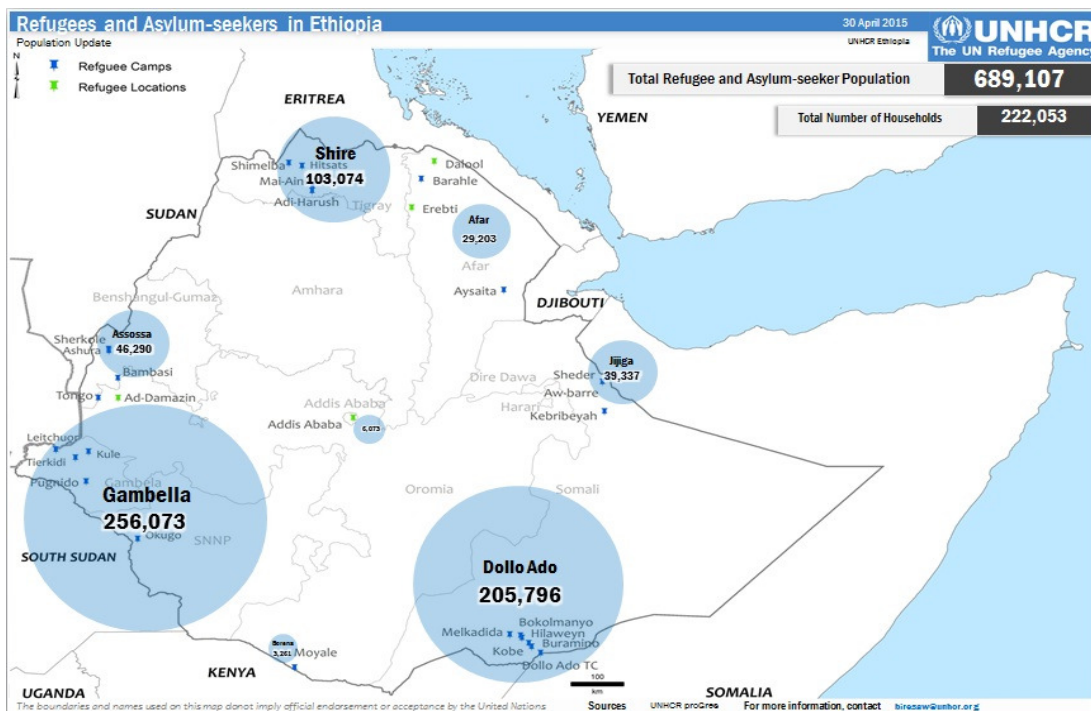 Refugees and Asylum-seekers in Ethiopia
30 April 2015
UNHCR
The UN Refugee Agency
Population Update
UNHCR Ethiopia
N
Refguee Camps
Refugee Locations
Total Refugee and Asylum-seeker Population 689,107
Total Number of Households 222,053
ERITREA
YEMEN
Shire
103,074
Shimelba
Hitsats
Mai-Ain
Adi-Harush
Tigray
Dalool
Barahle
Erebti
SUDAN
Afar
29,203
Afar
Aysaita
Amhara
Benshangul-Gumaz
DJIBOUTI
Assossa
46,290
Sherkole
Ashura
Bambasi
Tongo
Ad-Damazin
Jijiga
39,337
Sheder
Aw-barre
Kebribeyah
Dire Dawa
Harari
Addis Ababa
Addis Ababa
Leitchuor
Tierkidi
Kule
Pugnido
Gambela
Gambella
256,073
Okugo
SNNP
SOUTH SUDAN
Oromia
Somali
Dollo Ado
205,796
Bokolmanyo
Melkadida
Hilaweyn
Buramino
Kobe
Dollo Ado TC
Borana
3,261
Moyale
KENYA
UGANDA
100
km
SOMALIA
The boundaries and names used on this map donot imply official endorsement or acceptance by the United Nations
Sources UNHCR proGres For more information, contact